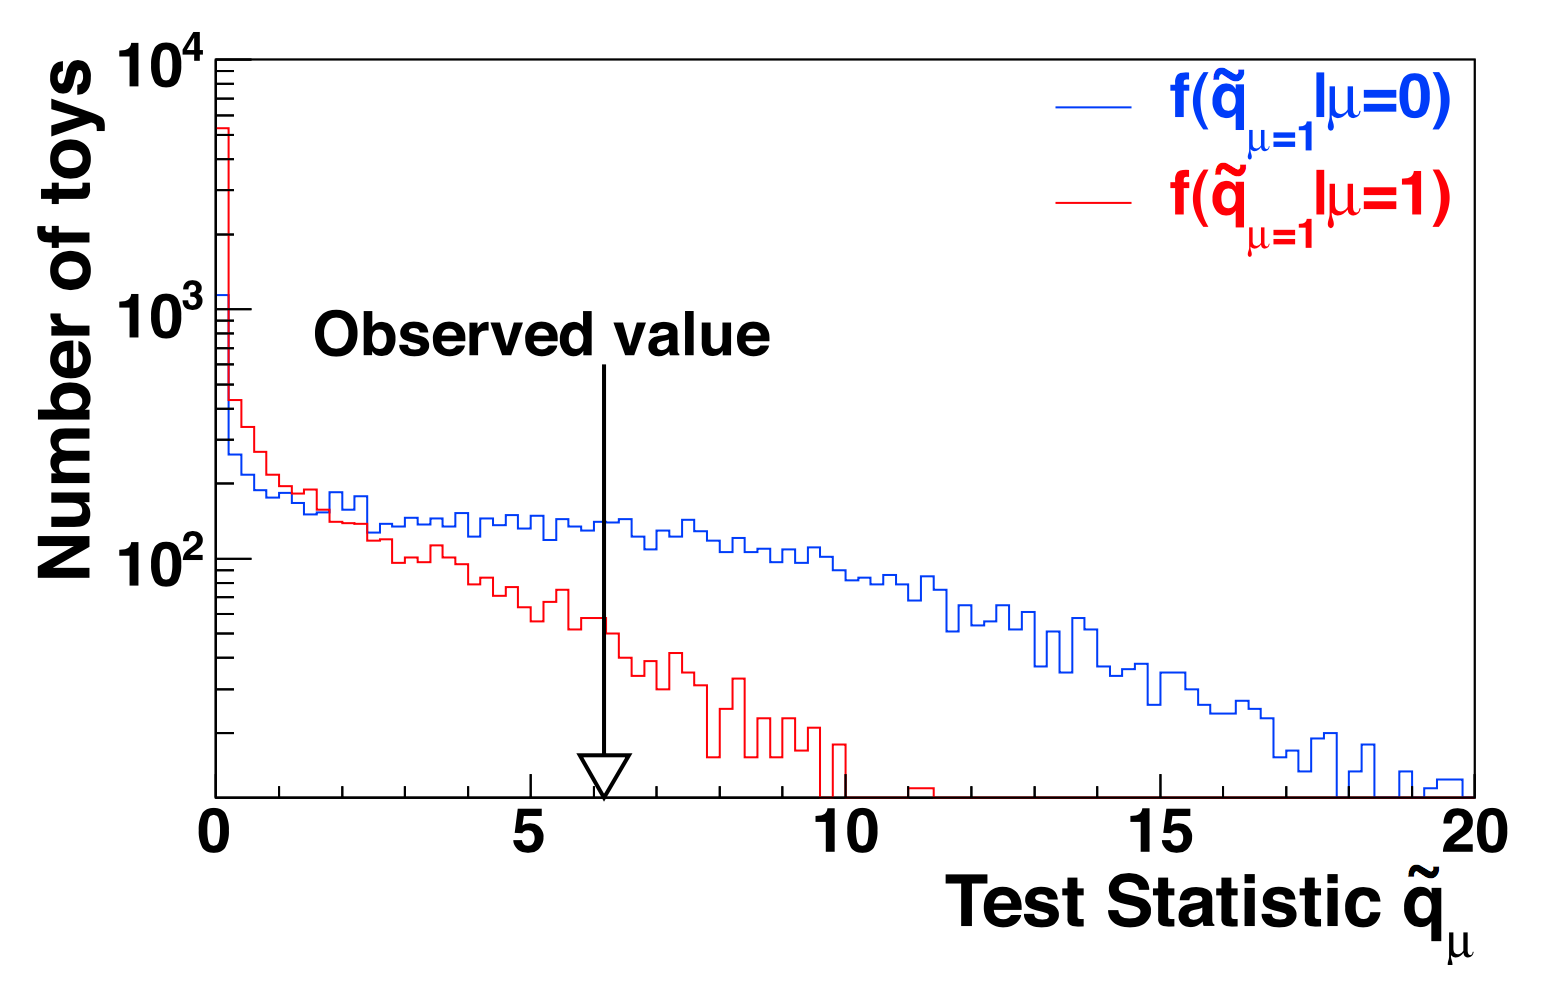 Number of toys
10⁴
10³
10²
f(q̃μ=1|μ=0)
f(q̃μ=1|μ=1)
Observed value
0 5 10 15 20
Test Statistic q̃μ